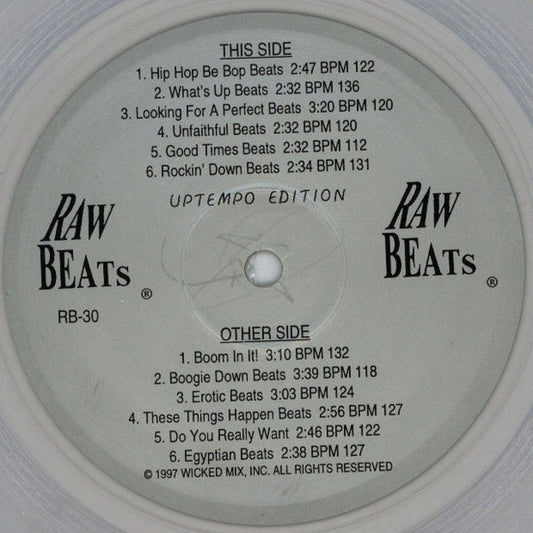 THIS SIDE
1. Hip Hop Be Bop Beats 2:47 BPM 122
2. What's Up Beats 2:32 BPM 136
3. Looking For A Perfect Beats 3:20 BPM 120
4. Unfaithful Beats 2:32 BPM 120
5. Good Times Beats 2:32 BPM 112
6. Rockin' Down Beats 2:34 BPM 131
UPTEMPO EDITION
RAW
BEATS ®
RB-30
RAW
BEATS ®
OTHER SIDE
1. Boom In It! 3:10 BPM 132
2. Boogie Down Beats 3:39 BPM 118
3. Erotic Beats 3:03 BPM 124
4. These Things Happen Beats 2:56 BPM 127
5. Do You Really Want 2:46 BPM 122
6. Egyptian Beats 2:38 BPM 127
© 1997 WICKED MIX, INC. ALL RIGHTS RESERVED